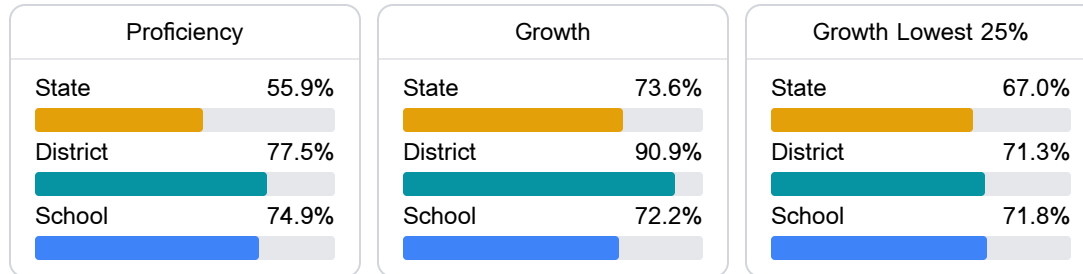 Proficiency
State 55.9%
District 77.5%
School 74.9%
Growth
State 73.6%
District 90.9%
School 72.2%
Growth Lowest 25%
State 67.0%
District 71.3%
School 71.8%